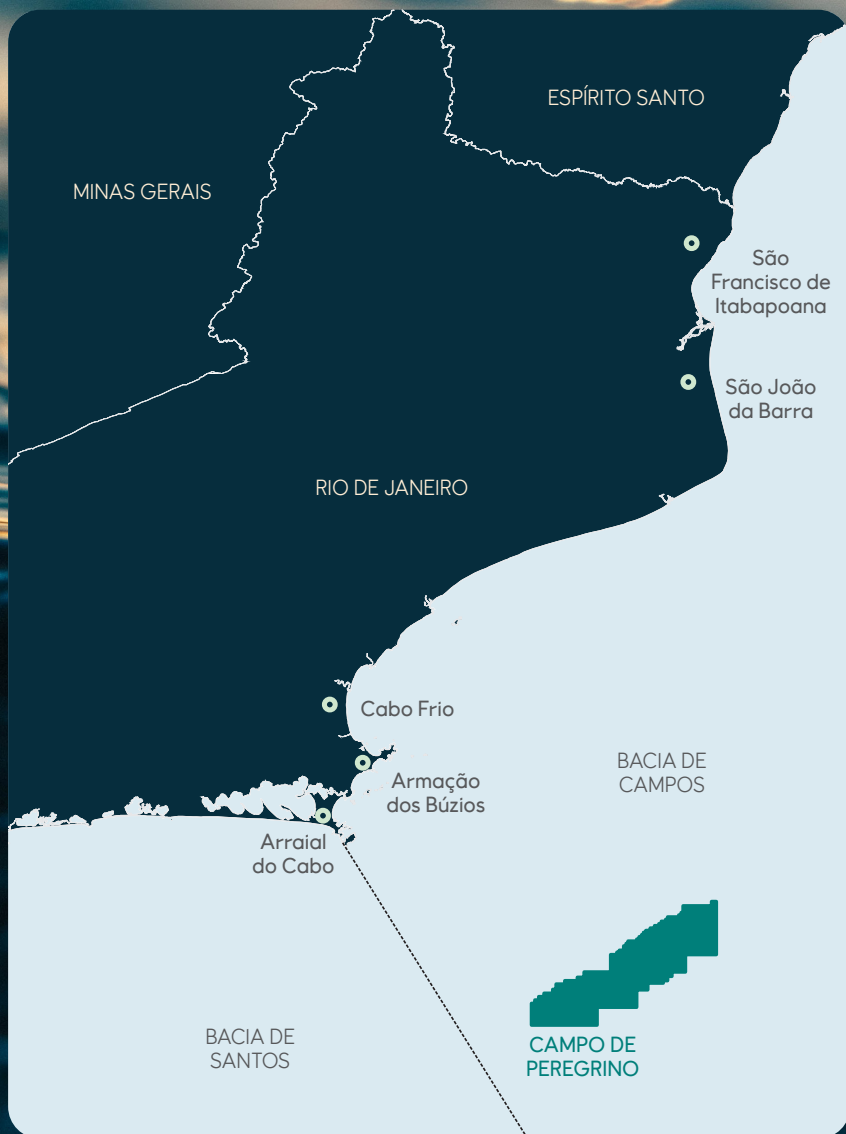 ESPÍRITO SANTO
MINAS GERAIS
São
Francisco de
Itabapoana
São João
da Barra
RIO DE JANEIRO
Cabo Frio
BACIA DE
CAMPOS
Armação
dos Búzios
Arraial
do Cabo
BACIA DE
SANTOS
CAMPO DE
PEREGRINO